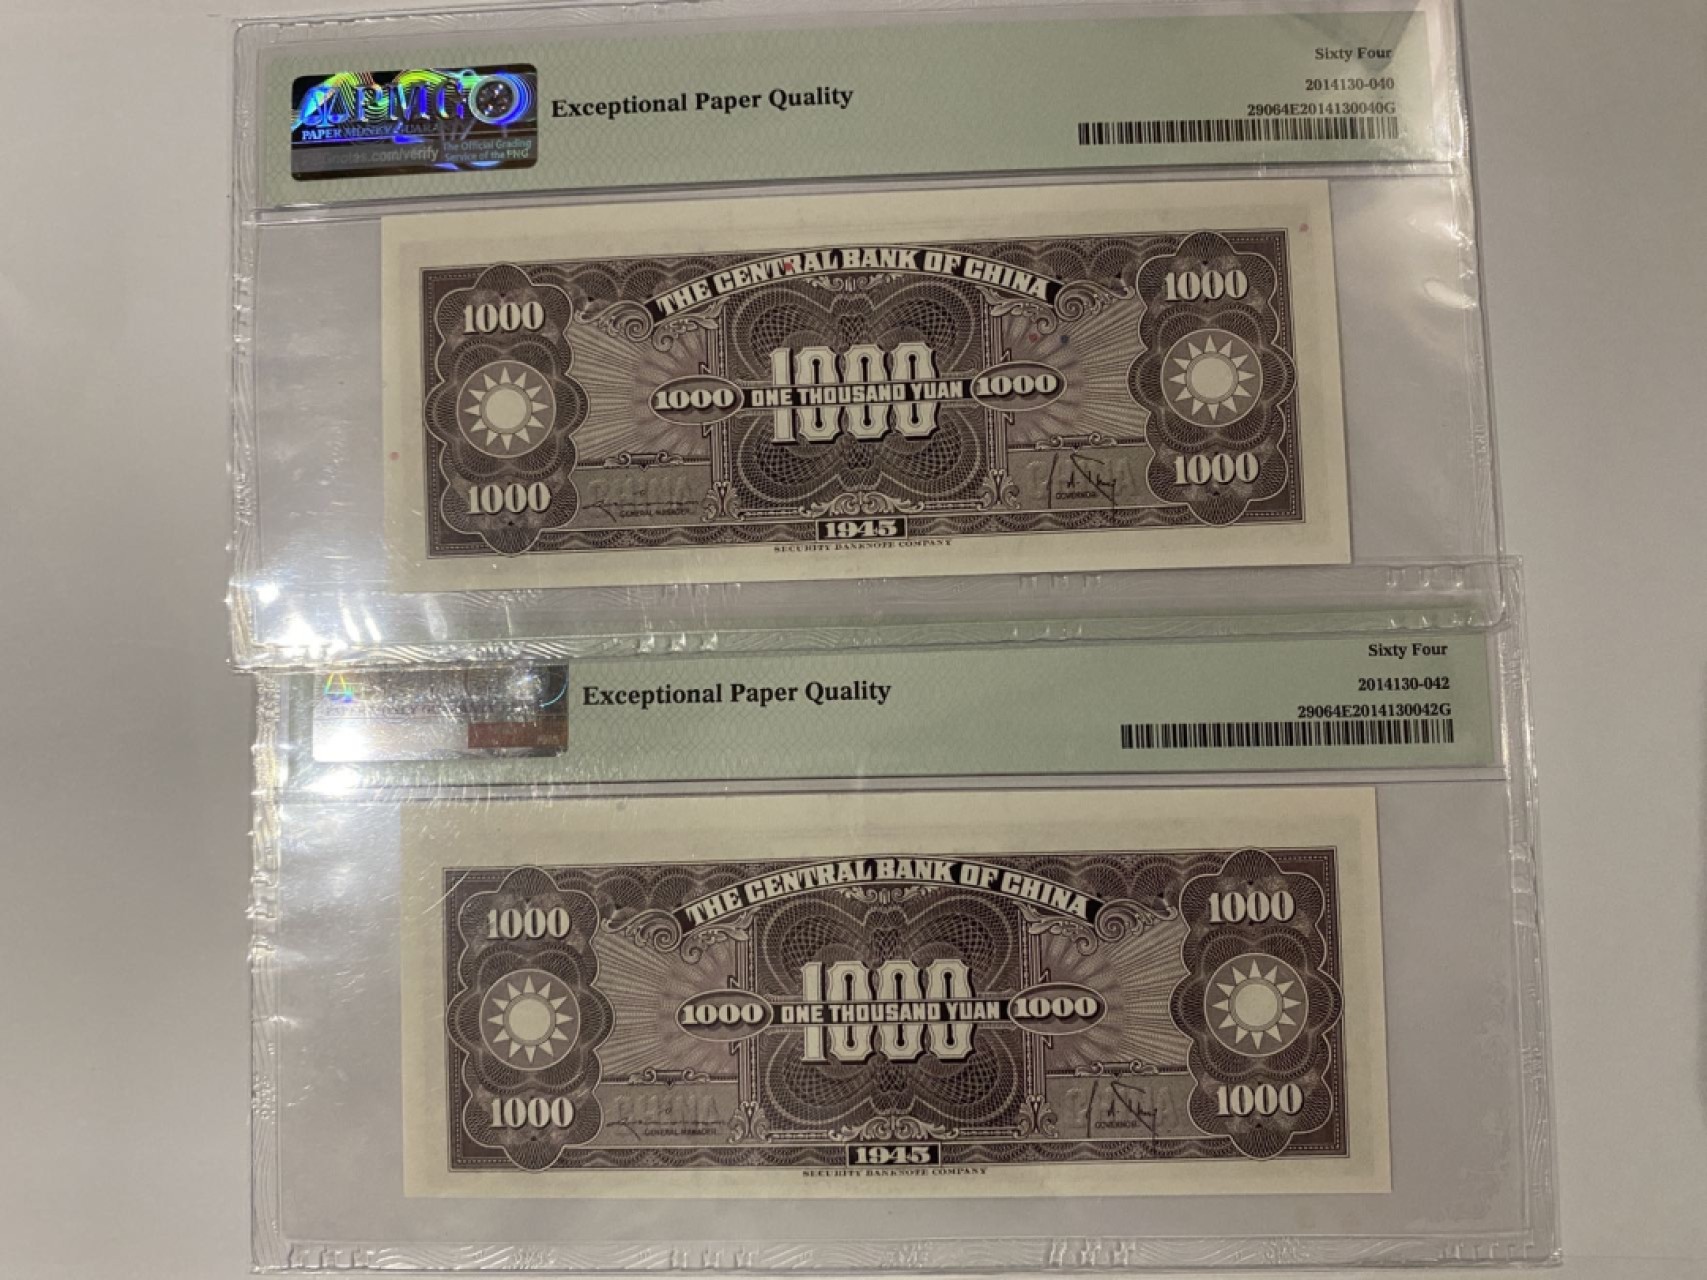 Sixty Four
2014130-040
29064E2014130040G
PMG
PAPER MONEY GUARA
notes.com/verify
The Official Grading
Service of the PNG
Exceptional Paper Quality
THE CENTRAL BANK OF CHINA
1000
1000
1000
1000 ONE THOUSAND YUAN 1000
1000
1000
GENERAL MANAGER
GOVERNOR
1945
SECURITY BANKNOTE COMPANY
Sixty Four
2014130-042
29064E2014130042G
Exceptional Paper Quality
THE CENTRAL BANK OF CHINA
1000
1000
1000
1000 ONE THOUSAND YUAN 1000
1000
1000
GENERAL MANAGER
GOVERNOR
1945
SECURITY BANKNOTE COMPANY